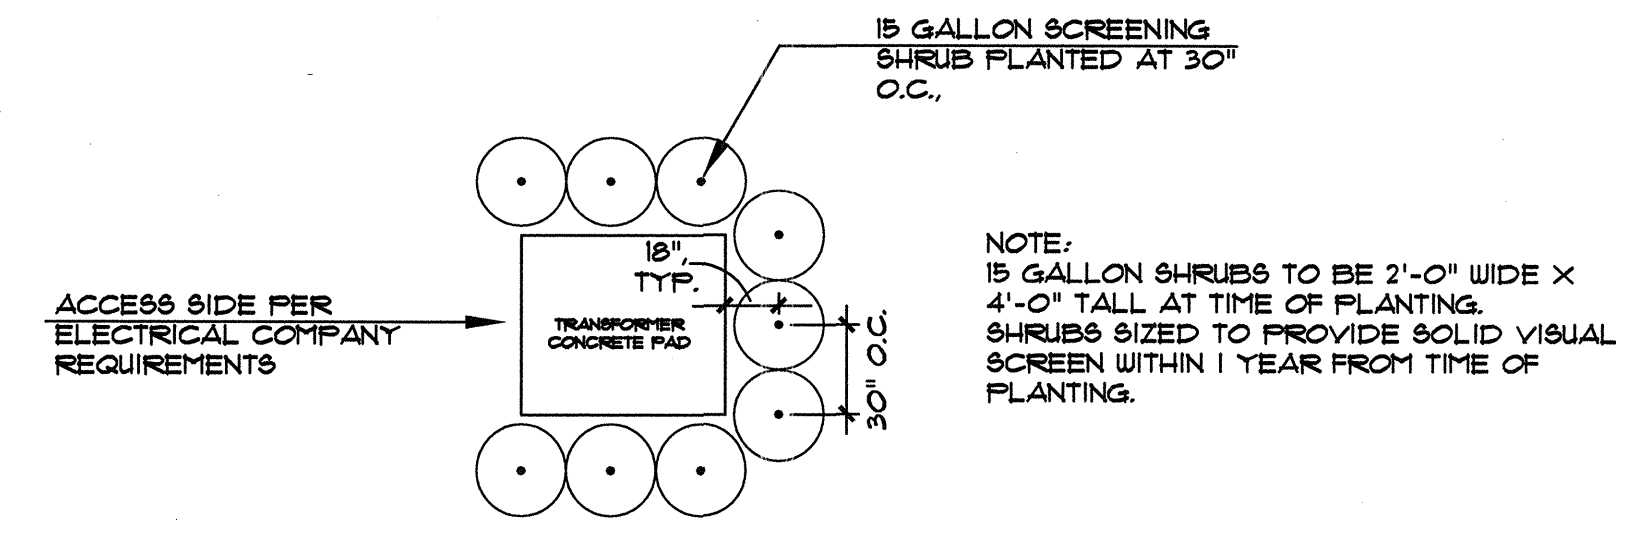 15 GALLON SCREENING
SHRUB PLANTED AT 30"
O.C.,
18",
TYP.
ACCESS SIDE PER
ELECTRICAL COMPANY
REQUIREMENTS
TRANSFORMER
CONCRETE PAD
30" O.C.
NOTE:
15 GALLON SHRUBS TO BE 2'-0" WIDE X
4'-0" TALL AT TIME OF PLANTING.
SHRUBS SIZED TO PROVIDE SOLID VISUAL
SCREEN WITHIN 1 YEAR FROM TIME OF
PLANTING.